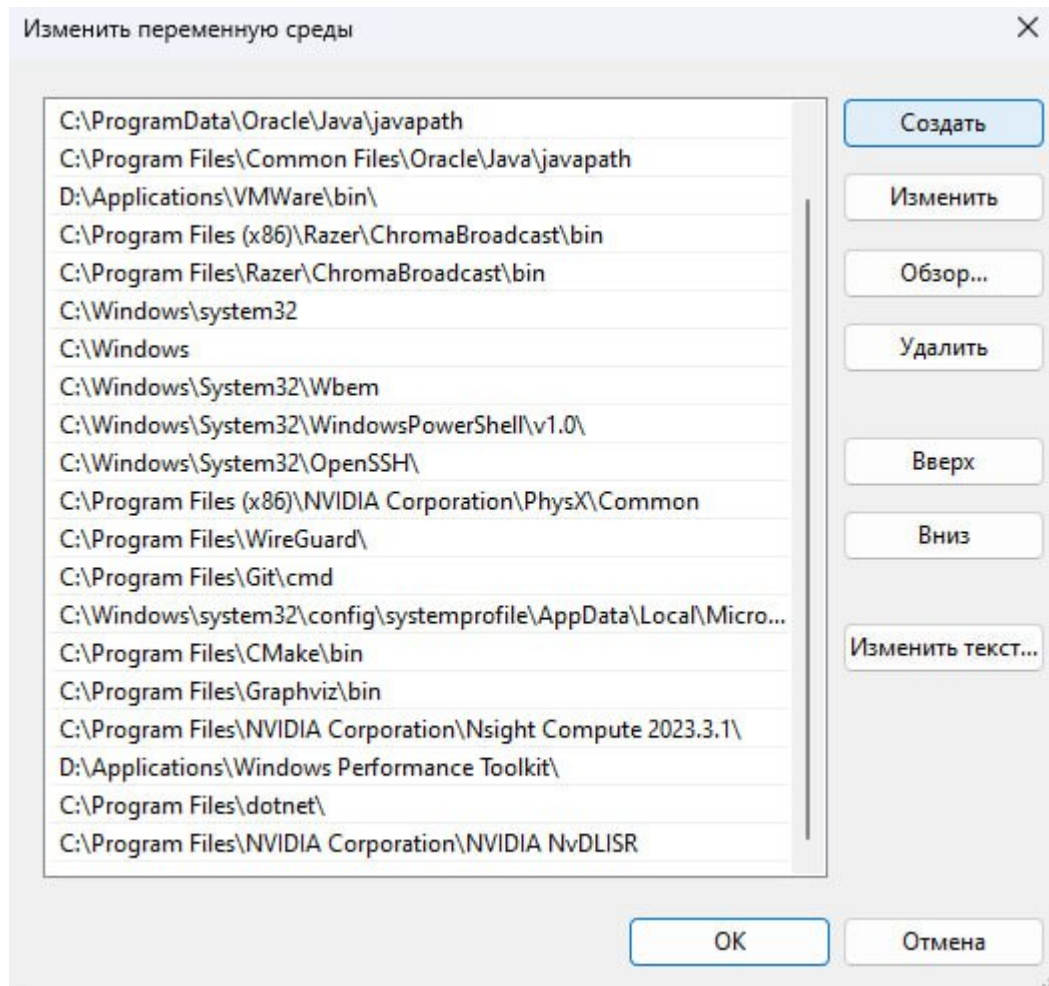 Изменить переменную среды
C:\ProgramData\Oracle\Java\javapath
C:\Program Files\Common Files\Oracle\Java\javapath
D:\Applications\VMWare\bin\
C:\Program Files (x86)\Razer\ChromaBroadcast\bin
C:\Program Files\Razer\ChromaBroadcast\bin
C:\Windows\system32
C:\Windows
C:\Windows\System32\Wbem
C:\Windows\System32\WindowsPowerShell\v1.0\
C:\Windows\System32\OpenSSH\
C:\Program Files (x86)\NVIDIA Corporation\PhysX\Common
C:\Program Files\WireGuard\
C:\Program Files\Git\cmd
C:\Windows\system32\config\systemprofile\AppData\Local\Micro...
C:\Program Files\CMake\bin
C:\Program Files\Graphviz\bin
C:\Program Files\NVIDIA Corporation\Nsight Compute 2023.3.1\
D:\Applications\Windows Performance Toolkit\
C:\Program Files\dotnet\
C:\Program Files\NVIDIA Corporation\NVIDIA NvDLISR
Создать
Изменить
Обзор...
Удалить
Вверх
Вниз
Изменить текст...
ОК
Отмена